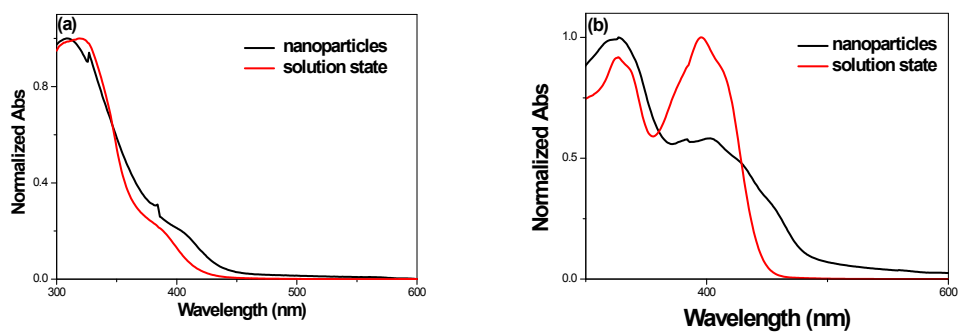 (a)
nanoparticles
solution state
Normalized Abs
0.8
0.4
0.0
300
400
500
600
Wavelength (nm)
(b)
nanoparticles
solution state
Normalized Abs
1.0
0.5
0.0
400
600
Wavelength (nm)